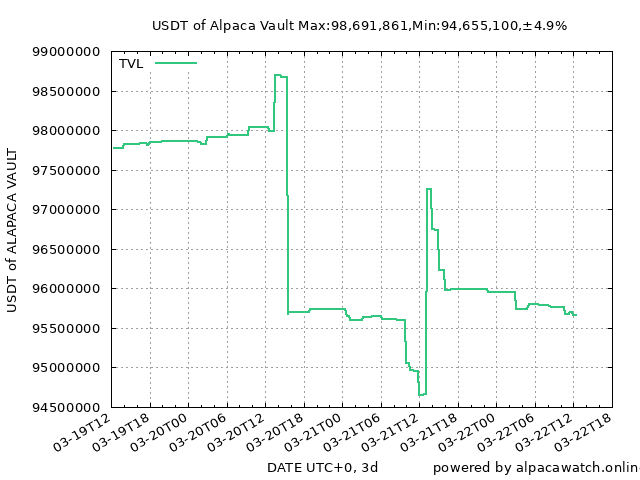 USDT of Alpaca Vault Max:98,691,861,Min:94,655,100,±4.9%
TVL
99000000
98500000
98000000
97500000
97000000
96500000
96000000
95500000
95000000
94500000
USDT of ALAPACA VAULT
03-19T12
03-19T18
03-20T00
03-20T06
03-20T12
03-20T18
03-21T00
03-21T06
03-21T12
03-21T18
03-22T00
03-22T06
03-22T12
03-22T18
DATE UTC+0, 3d
powered by alpacawatch.onlin